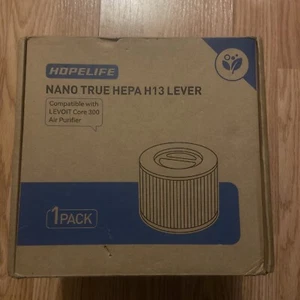 HOPELIFE
NANO TRUE HEPA H13 LEVER
Compatible with
LEVOIT Core 300
Air Purifier
1PACK